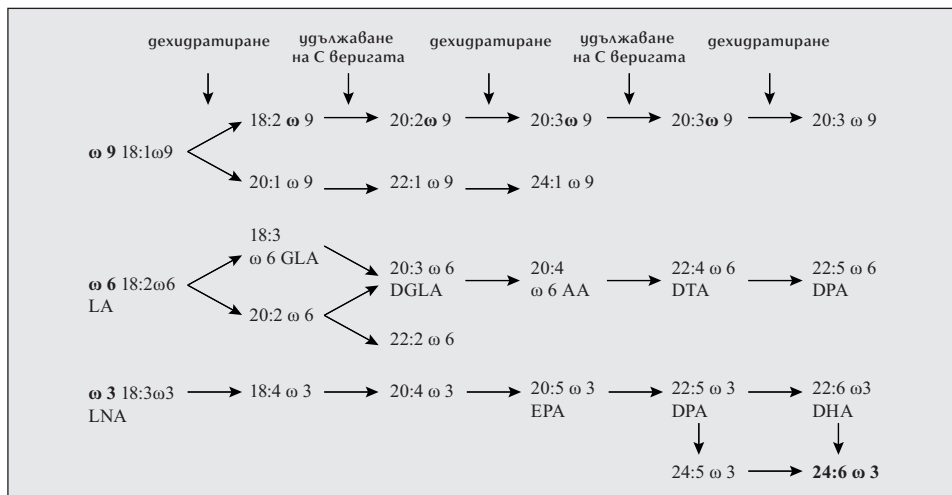 дехидратиране удължаване на С веригата дехидратиране удължаване на С веригата дехидратиране
18:2 ω 9 20:2ω 9 20:3ω 9 20:3ω 9 20:3 ω 9
ω 9 18:1ω9
20:1 ω 9 22:1 ω 9 24:1 ω 9
18:3
ω 6 GLA
20:3 ω 6
DGLA
20:4
ω 6 AA
22:4 ω 6
DTA
22:5 ω 6
DPA
ω 6 18:2ω6
LA
20:2 ω 6
22:2 ω 6
ω 3 18:3ω3
LNA
18:4 ω 3
20:4 ω 3
20:5 ω 3
EPA
22:5 ω 3
DPA
22:6 ω3
DHA
24:5 ω 3
24:6 ω 3